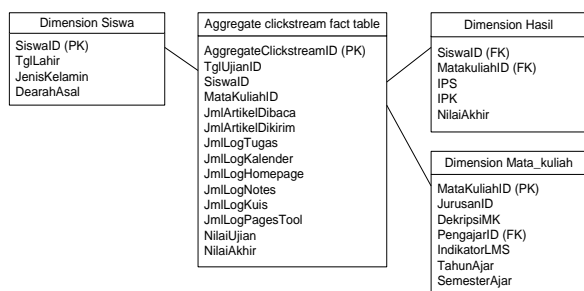 Dimension Siswa
SiswaID (PK)
TglLahir
JenisKelamin
DearahAsal
Aggregate clickstream fact table
AggregateClickstreamID (PK)
TglUjianID
SiswaID
MataKuliahID
JmlArtikelDibaca
JmlArtikelDikirim
JmlLogTugas
JmlLogKalender
JmlLogHomepage
JmlLogNotes
JmlLogKuis
JmlLogPagesTool
NilaiUjian
NilaiAkhir
Dimension Hasil
SiswaID (FK)
MatakuliahID (FK)
IPS
IPK
NilaiAkhir
Dimension Mata_kuliah
MataKuliahID (PK)
JurusanID
DekripsiMK
PengajarID (FK)
IndikatorLMS
TahunAjar
SemesterAjar